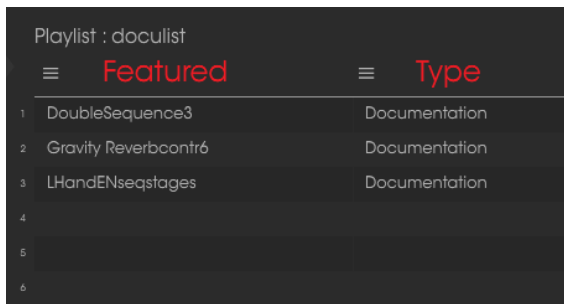 Playlist : doculist
Featured Type
1 DoubleSequence3 Documentation
2 Gravity Reverbcontr6 Documentation
3 LHandENseqstages Documentation
4
5
6